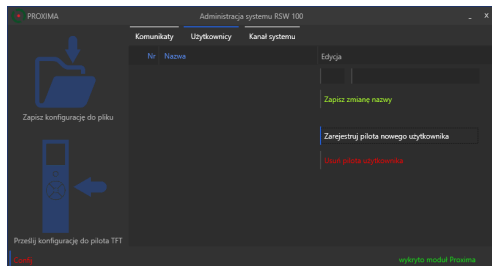 PROXIMA
Administracja systemu RSW 100
_ x
Komunikaty Użytkownicy Kanał systemu
Nr Nazwa
Edycja
Zapisz zmianę nazwy
Zapisz konfigurację do pliku
Zarejestruj pilota nowego użytkownika
Usuń pilota użytkownika
Prześlij konfigurację do pilota TFT
wykryto moduł Proxima